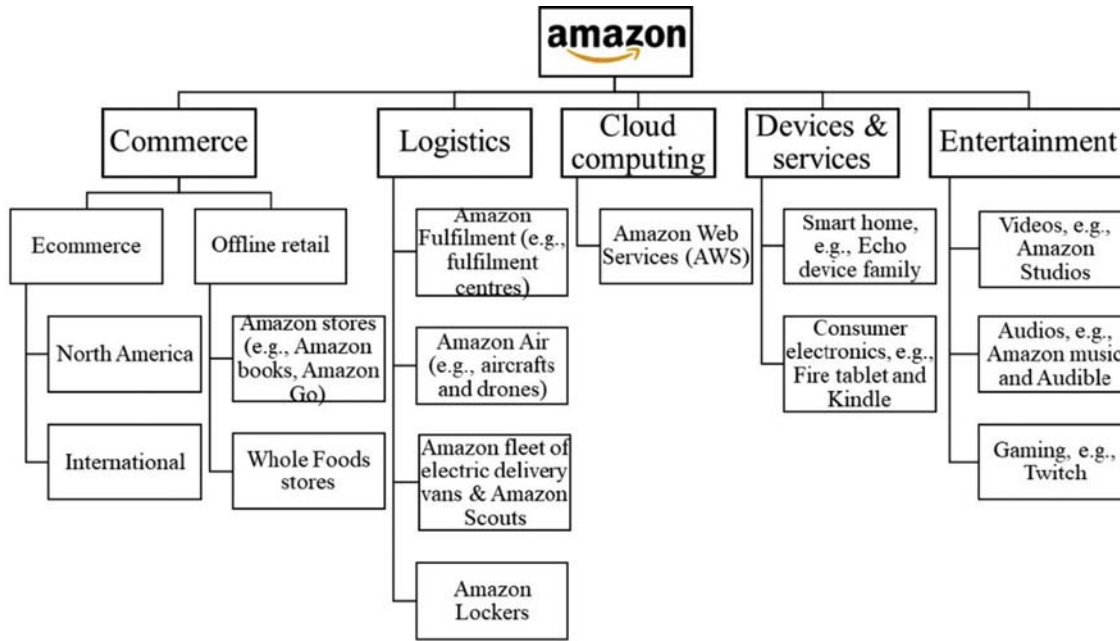 amazon
Commerce
Logistics
Cloud
computing
Devices &
services
Entertainment
Ecommerce
North America
International
Offline retail
Amazon stores
(e.g., Amazon
books, Amazon
Go)
Whole Foods
stores
Amazon
Fulfilment (e.g.,
fulfilment
centres)
Amazon Air
(e.g., aircrafts
and drones)
Amazon fleet of
electric delivery
vans & Amazon
Scouts
Amazon
Lockers
Amazon Web
Services (AWS)
Smart home,
e.g., Echo
device family
Consumer
electronics, e.g.,
Fire tablet and
Kindle
Videos, e.g.,
Amazon
Studios
Audios, e.g.,
Amazon music
and Audible
Gaming, e.g.,
Twitch